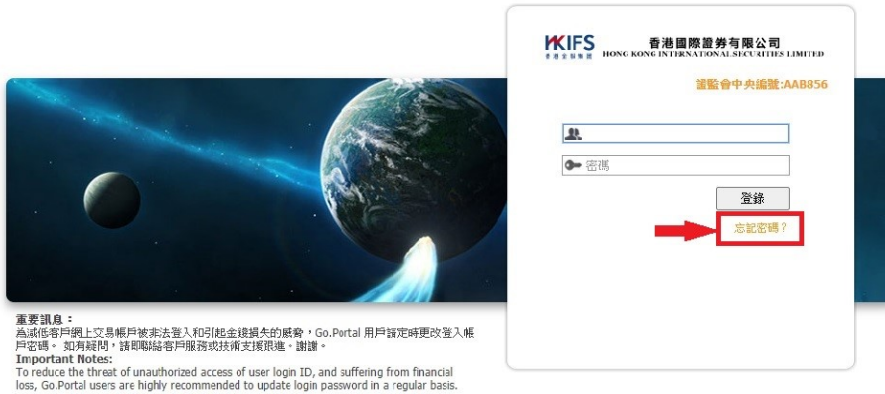 HKIFS
香港金融集團
香港國際證券有限公司
HONG KONG INTERNATIONAL SECURITIES LIMITED
證監會中央編號:AAB856
密碼
登錄
忘記密碼？
重要訊息：
為減低客戶網上交易帳戶被非法登入和引起金錢損失的威脅，Go.Portal 用戶請定時更改登入帳
戶密碼。 如有疑問，請即聯絡客戶服務或技術支援跟進。謝謝。
Important Notes:
To reduce the threat of unauthorized access of user login ID, and suffering from financial
loss, Go.Portal users are highly recommended to update login password in a regular basis.